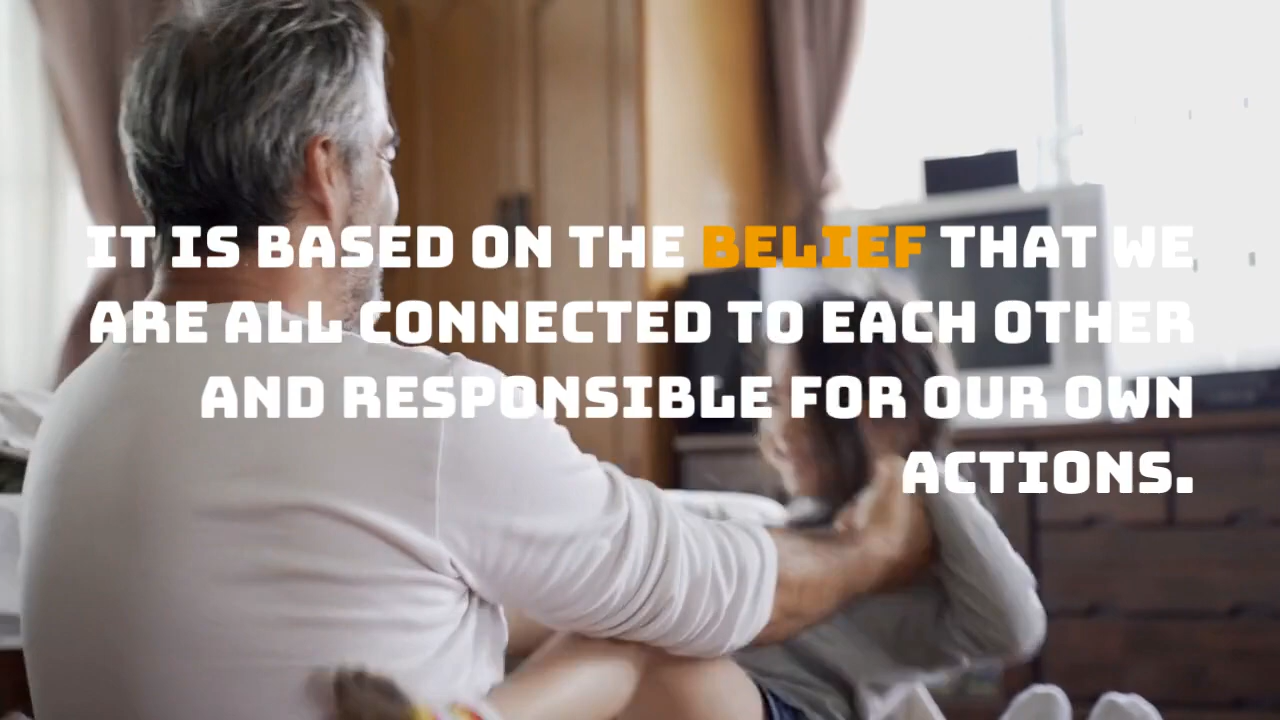 IT IS BASED ON THE BELIEF THAT WE
ARE ALL CONNECTED TO EACH OTHER
AND RESPONSIBLE FOR OUR OWN
ACTIONS.